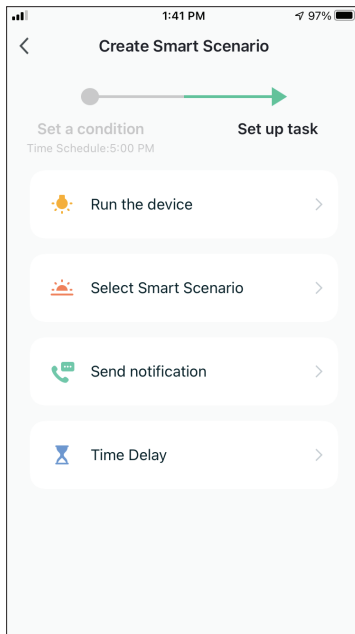 1:41 PM
97%
Create Smart Scenario
Set a condition
Set up task
Time Schedule:5:00 PM
Run the device
Select Smart Scenario
Send notification
Time Delay